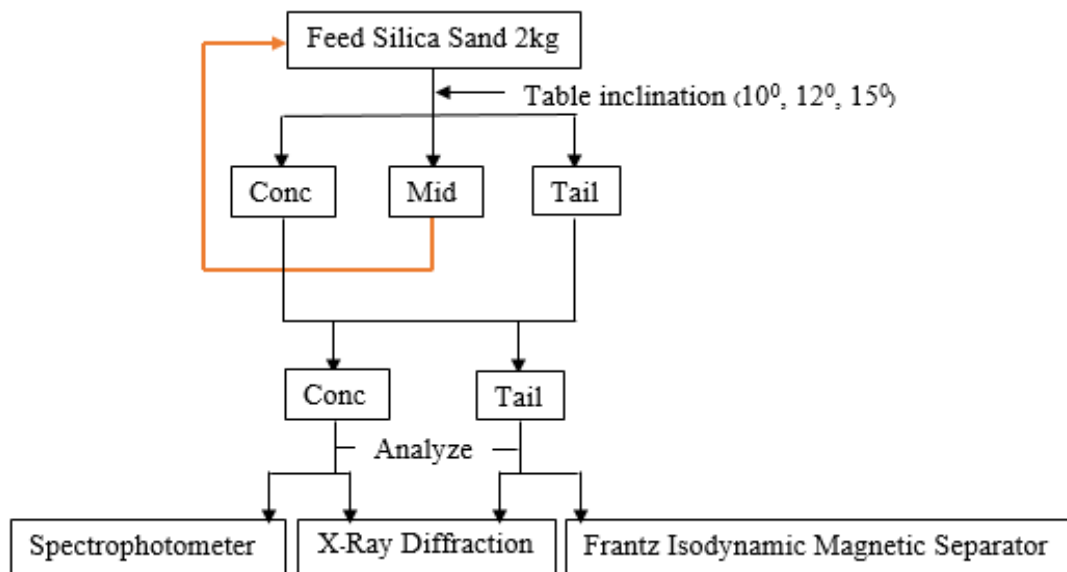 Feed Silica Sand 2kg
Table inclination (10⁰, 12⁰, 15⁰)
Conc
Mid
Tail
Conc
Tail
Analyze
Spectrophotometer
X-Ray Diffraction
Frantz Isodynamic Magnetic Separator